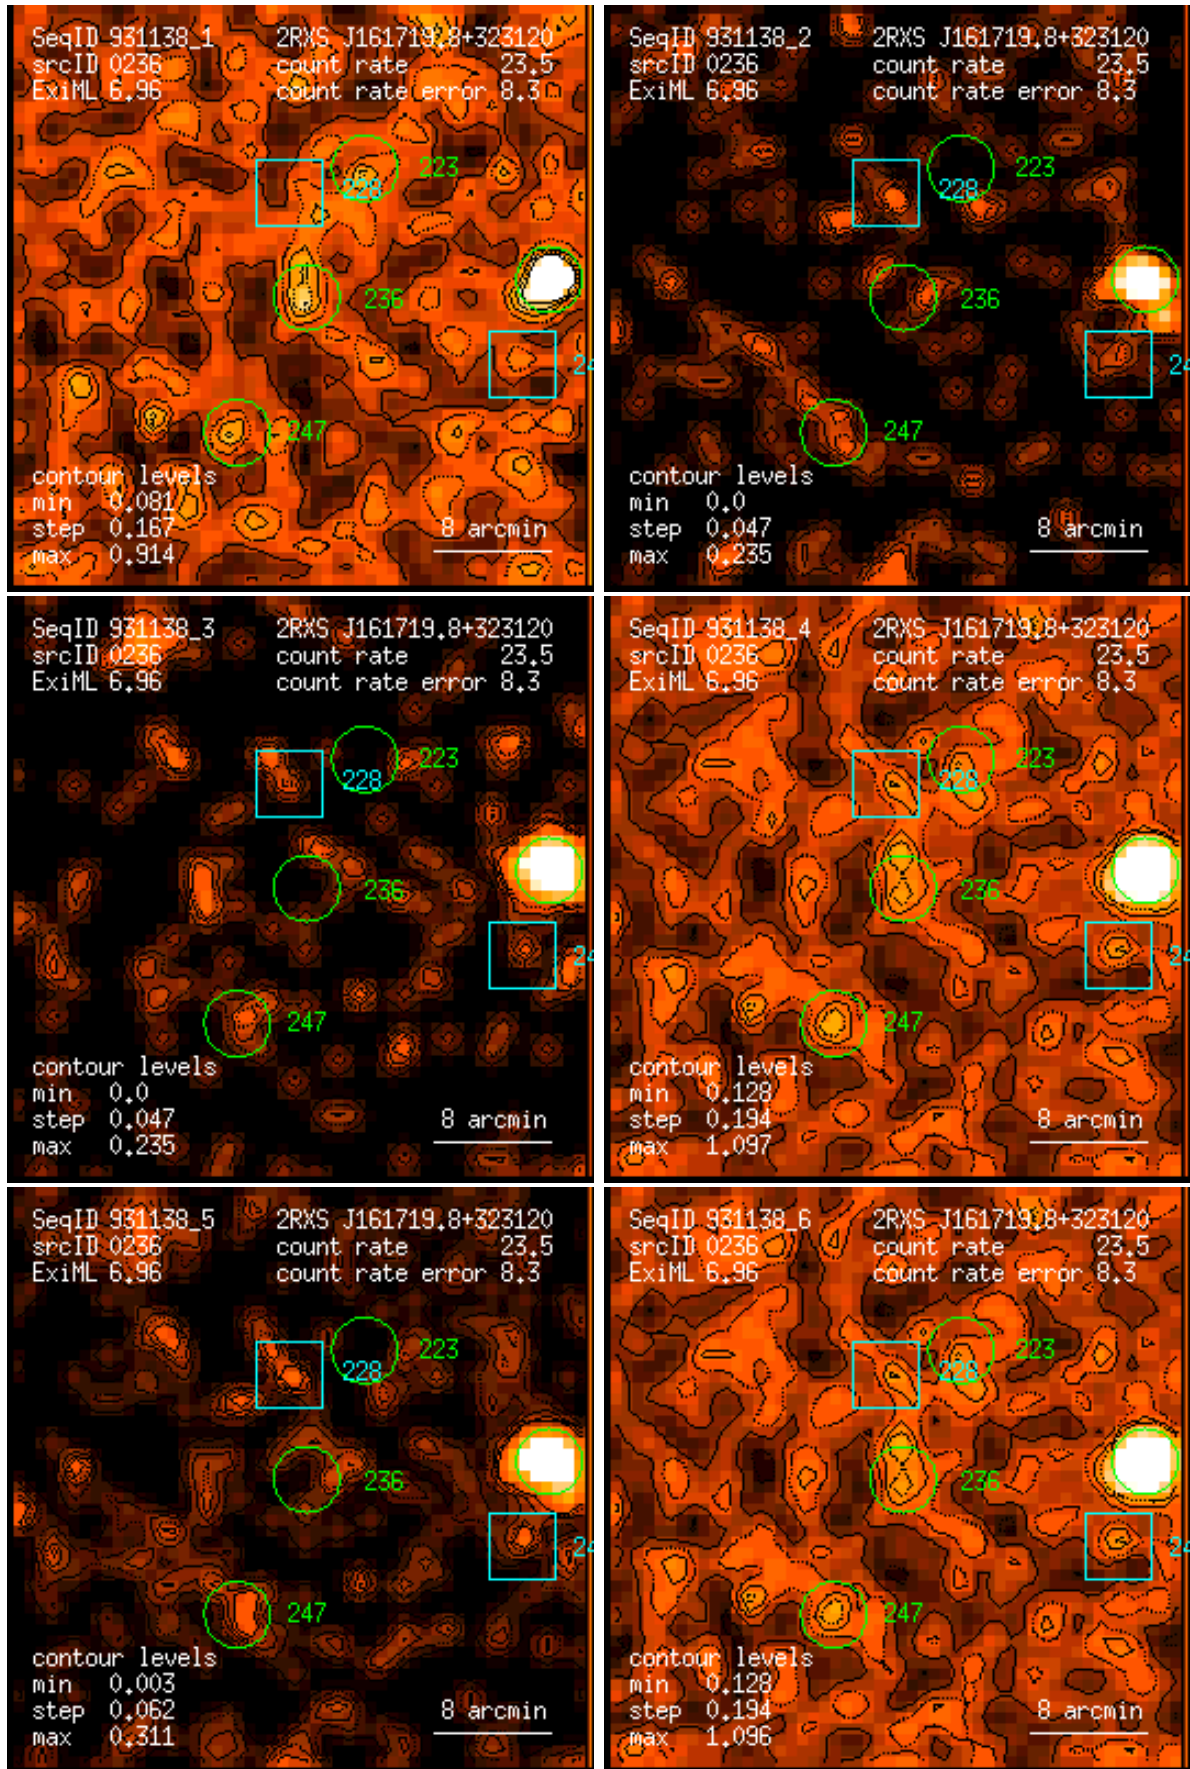 SeqID 931138_1 2RXS J161719.8+323120
srcID 0236 count rate 23.5
ExiML 6.96 count rate error 8.3
223
228
236
24
247
contour levels
min 0.081
step 0.167
max 0.914
8 arcmin
SeqID 931138_2 2RXS J161719.8+323120
srcID 0236 count rate 23.5
ExiML 6.96 count rate error 8.3
223
228
236
24
247
contour levels
min 0.0
step 0.047
max 0.235
8 arcmin
SeqID 931138_3 2RXS J161719.8+323120
srcID 0236 count rate 23.5
ExiML 6.96 count rate error 8.3
223
228
236
24
247
contour levels
min 0.0
step 0.047
max 0.235
8 arcmin
SeqID 931138_4 2RXS J161719.8+323120
srcID 0236 count rate 23.5
ExiML 6.96 count rate error 8.3
223
228
236
24
247
contour levels
min 0.128
step 0.194
max 1.097
8 arcmin
SeqID 931138_5 2RXS J161719.8+323120
srcID 0236 count rate 23.5
ExiML 6.96 count rate error 8.3
223
228
236
24
247
contour levels
min 0.003
step 0.062
max 0.311
8 arcmin
SeqID 931138_6 2RXS J161719.8+323120
srcID 0236 count rate 23.5
ExiML 6.96 count rate error 8.3
223
228
236
24
247
contour levels
min 0.128
step 0.194
max 1.096
8 arcmin